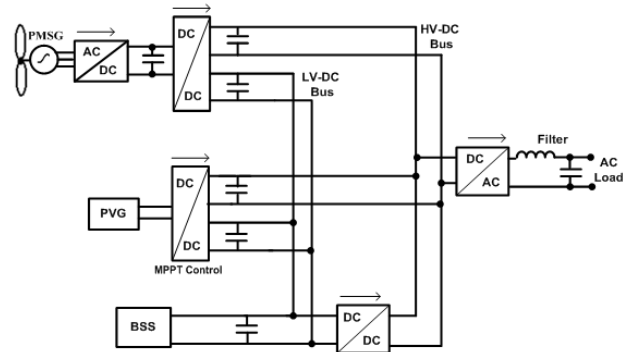 PMSG
AC
DC
DC
DC
HV-DC
Bus
LV-DC
Bus
Filter
DC
AC
AC
Load
PVG
DC
DC
MPPT Control
BSS
DC
DC